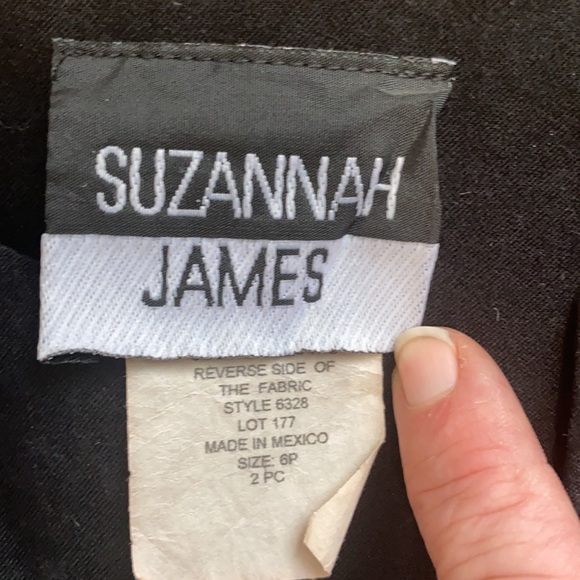 SUZANNAH
JAMES
REVERSE SIDE OF
THE FABRIC
STYLE 6328
LOT 177
MADE IN MEXICO
SIZE: 6P
2 PC